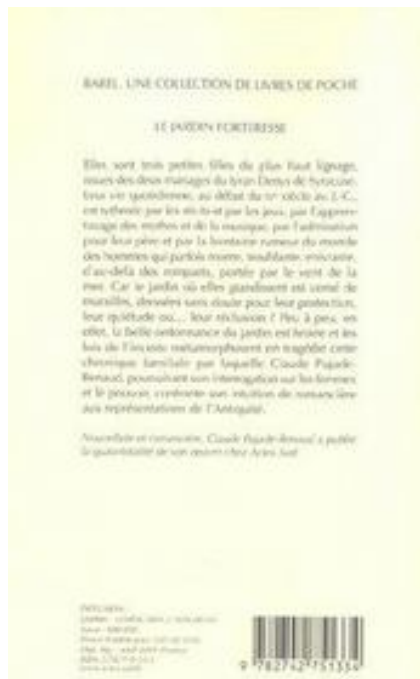 BABEL, UNE COLLECTION DE LIVRES DE POCHE
LE JARDIN FORTERESSE
Elles sont trois petites filles du plus haut lignage,
issues des deux mariages du tyran Denys de Syracuse.
Leur vie quotidienne, au début du IVe siècle av. J.-C.,
est rythmée par les récits et par les jeux, par l'appren-
tissage des mythes et de la musique, par l'admiration
pour leur père et par la lointaine rumeur du monde
des hommes qui parfois monte, troublante, enivrante,
d'au-delà des remparts, portée par le vent de la
mer. Car le jardin où elles grandissent est cerné de
murailles, dressées sans doute pour leur protection,
leur quiétude ou... leur réclusion ? Peu à peu, en
effet, la belle ordonnance du jardin est brisée et les
lois de l'inceste métamorphosent en tragédie cette
chronique familiale par laquelle Claude Pujade-
Renaud, poursuivant son interrogation sur les femmes
et le pouvoir, confronte son intuition de romancière
aux représentations de l'Antiquité.
Nouvelliste et romancière, Claude Pujade-Renaud a publié
la quasi-totalité de son œuvre chez Actes Sud.
9 782742 751334